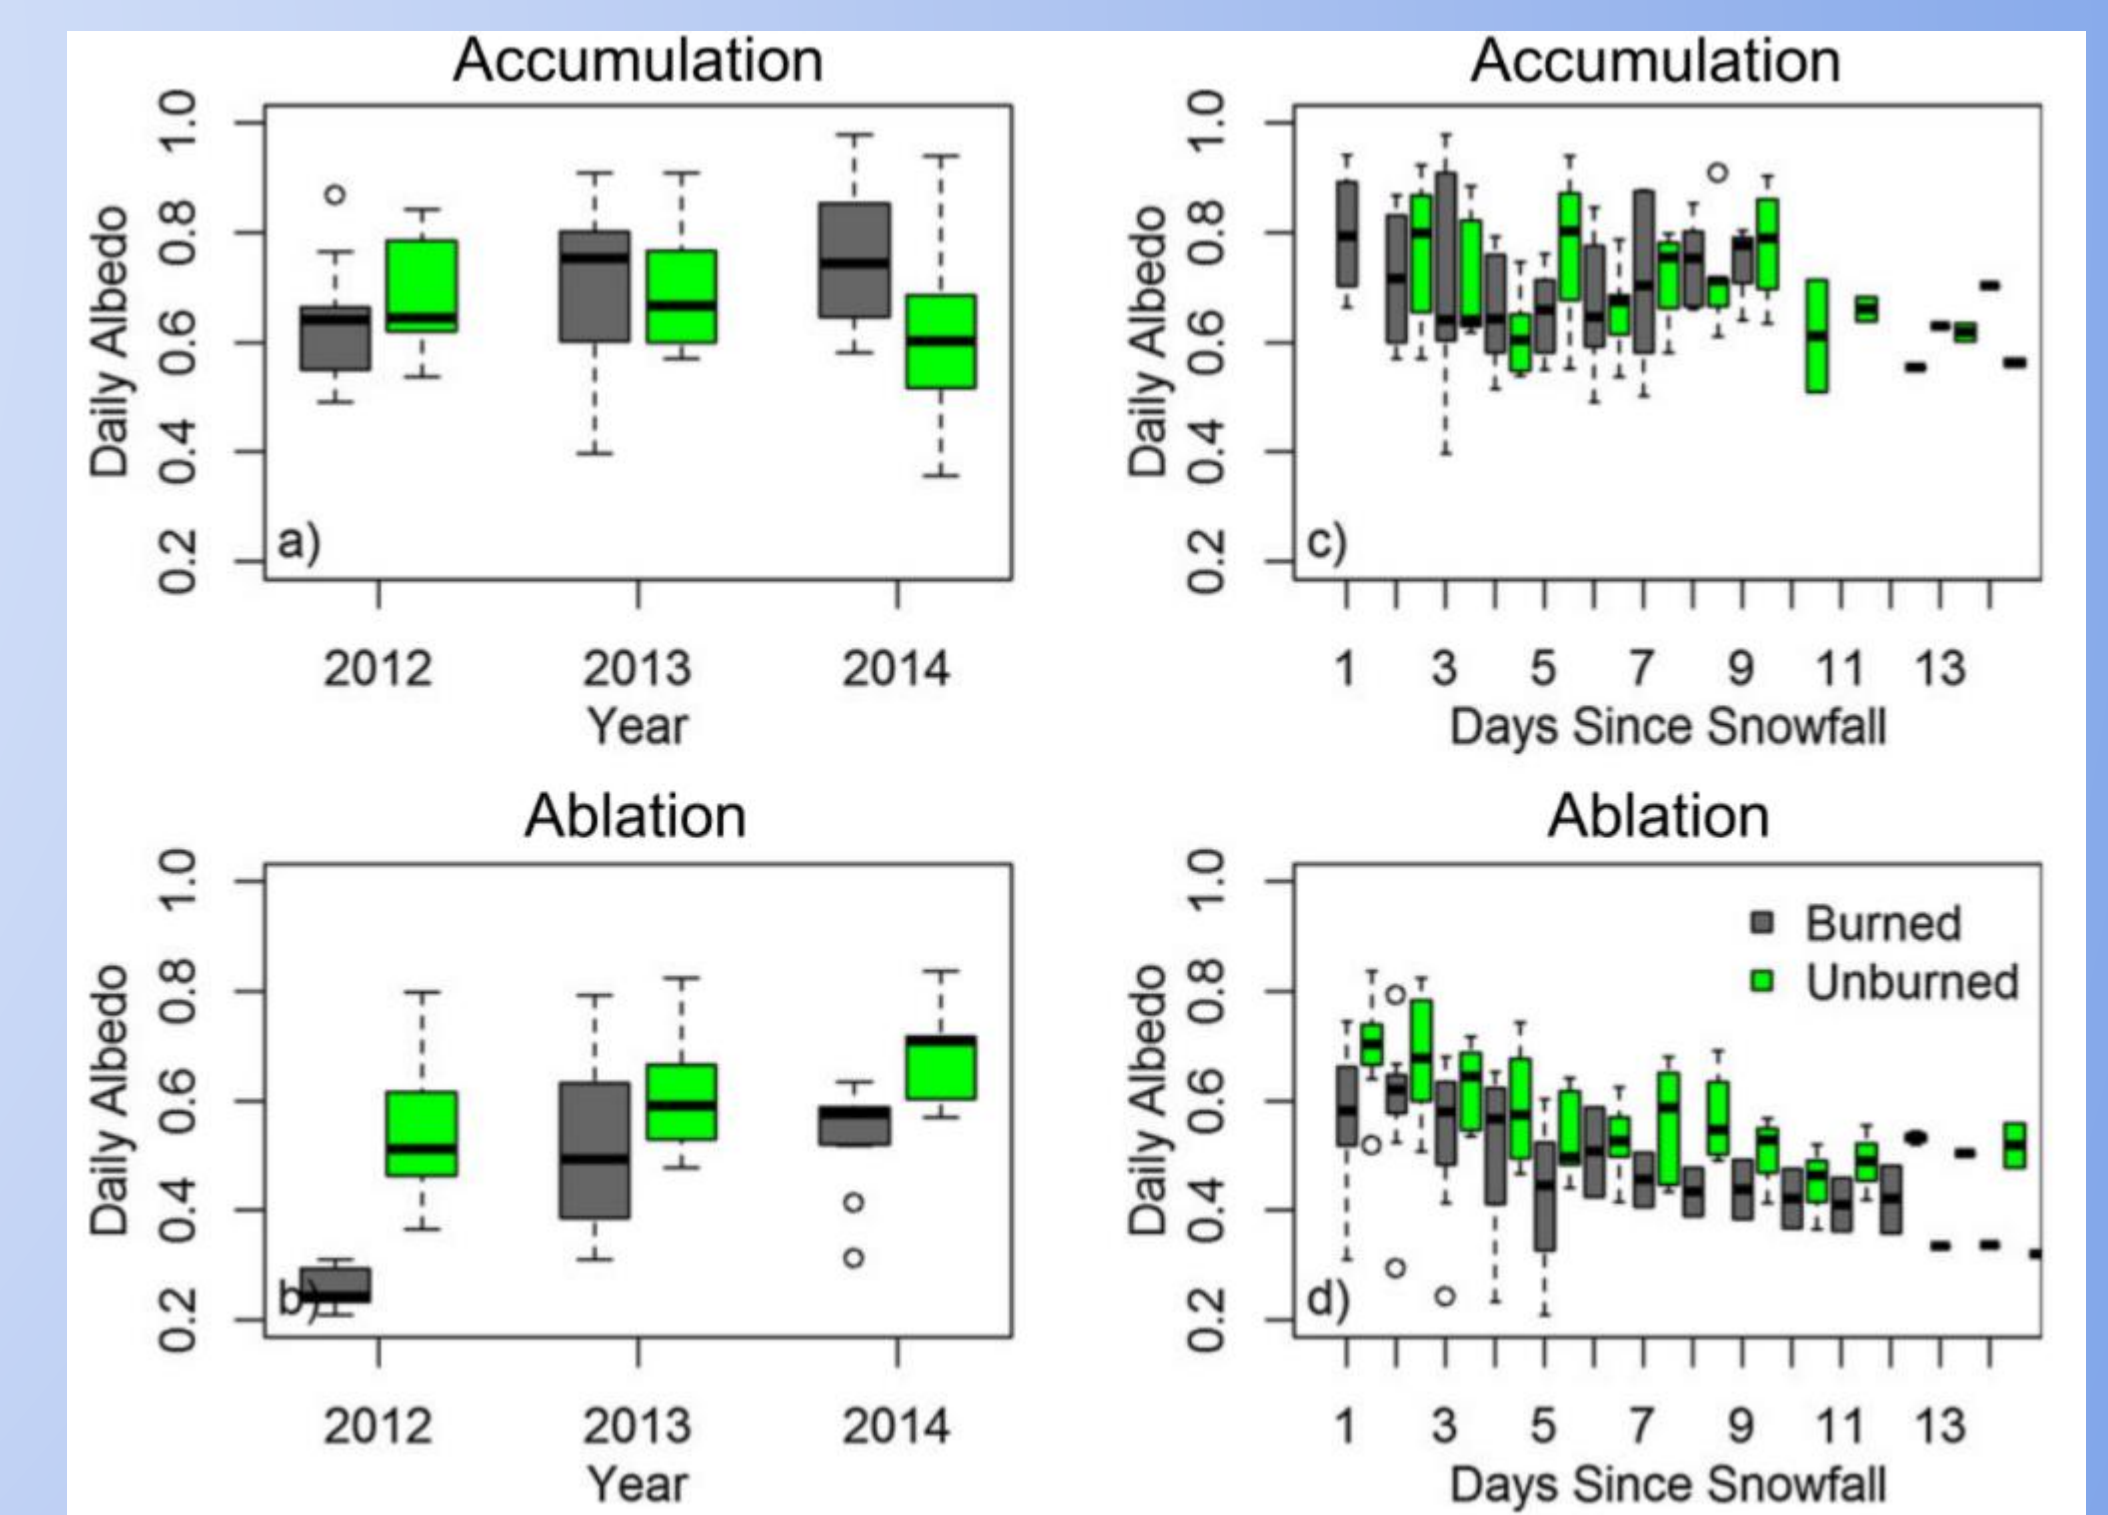 Accumulation
Daily Albedo
1.0
0.8
0.6
0.4
0.2
a)
2012 2013 2014
Year
Accumulation
Daily Albedo
1.0
0.8
0.6
0.4
0.2
c)
1 3 5 7 9 11 13
Days Since Snowfall
Ablation
Daily Albedo
1.0
0.8
0.6
0.4
0.2
b)
2012 2013 2014
Year
Ablation
Daily Albedo
1.0
0.8
0.6
0.4
0.2
Burned
Unburned
d)
1 3 5 7 9 11 13
Days Since Snowfall